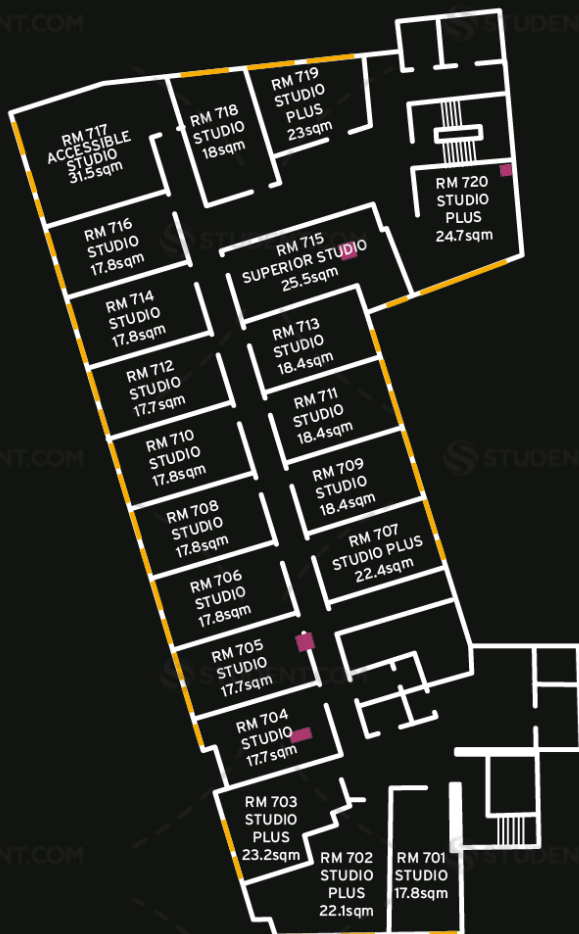 RM 719
STUDIO
PLUS
23sqm
RM 718
STUDIO
18sqm
RM 717
ACCESSIBLE
STUDIO
31.5sqm
RM 720
STUDIO
PLUS
24.7sqm
RM 716
STUDIO
17.8sqm
RM 715
SUPERIOR STUDIO
25.5sqm
RM 714
STUDIO
17.8sqm
RM 713
STUDIO
18.4sqm
RM 712
STUDIO
17.7sqm
RM 711
STUDIO
18.4sqm
RM 710
STUDIO
17.8sqm
RM 709
STUDIO
18.4sqm
RM 708
STUDIO
17.8sqm
RM 707
STUDIO PLUS
22.4sqm
RM 706
STUDIO
17.8sqm
RM 705
STUDIO
17.7sqm
RM 704
STUDIO
17.7sqm
RM 703
STUDIO
PLUS
23.2sqm
RM 702
STUDIO
PLUS
22.1sqm
RM 701
STUDIO
17.8sqm